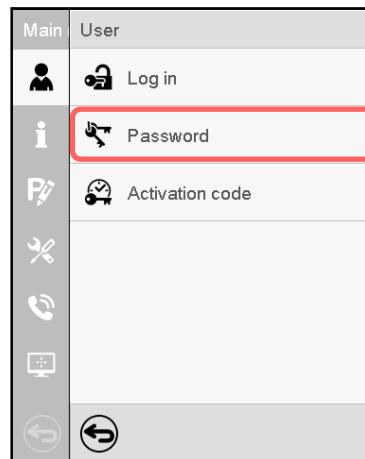 Main
User
Log in
Password
Activation code